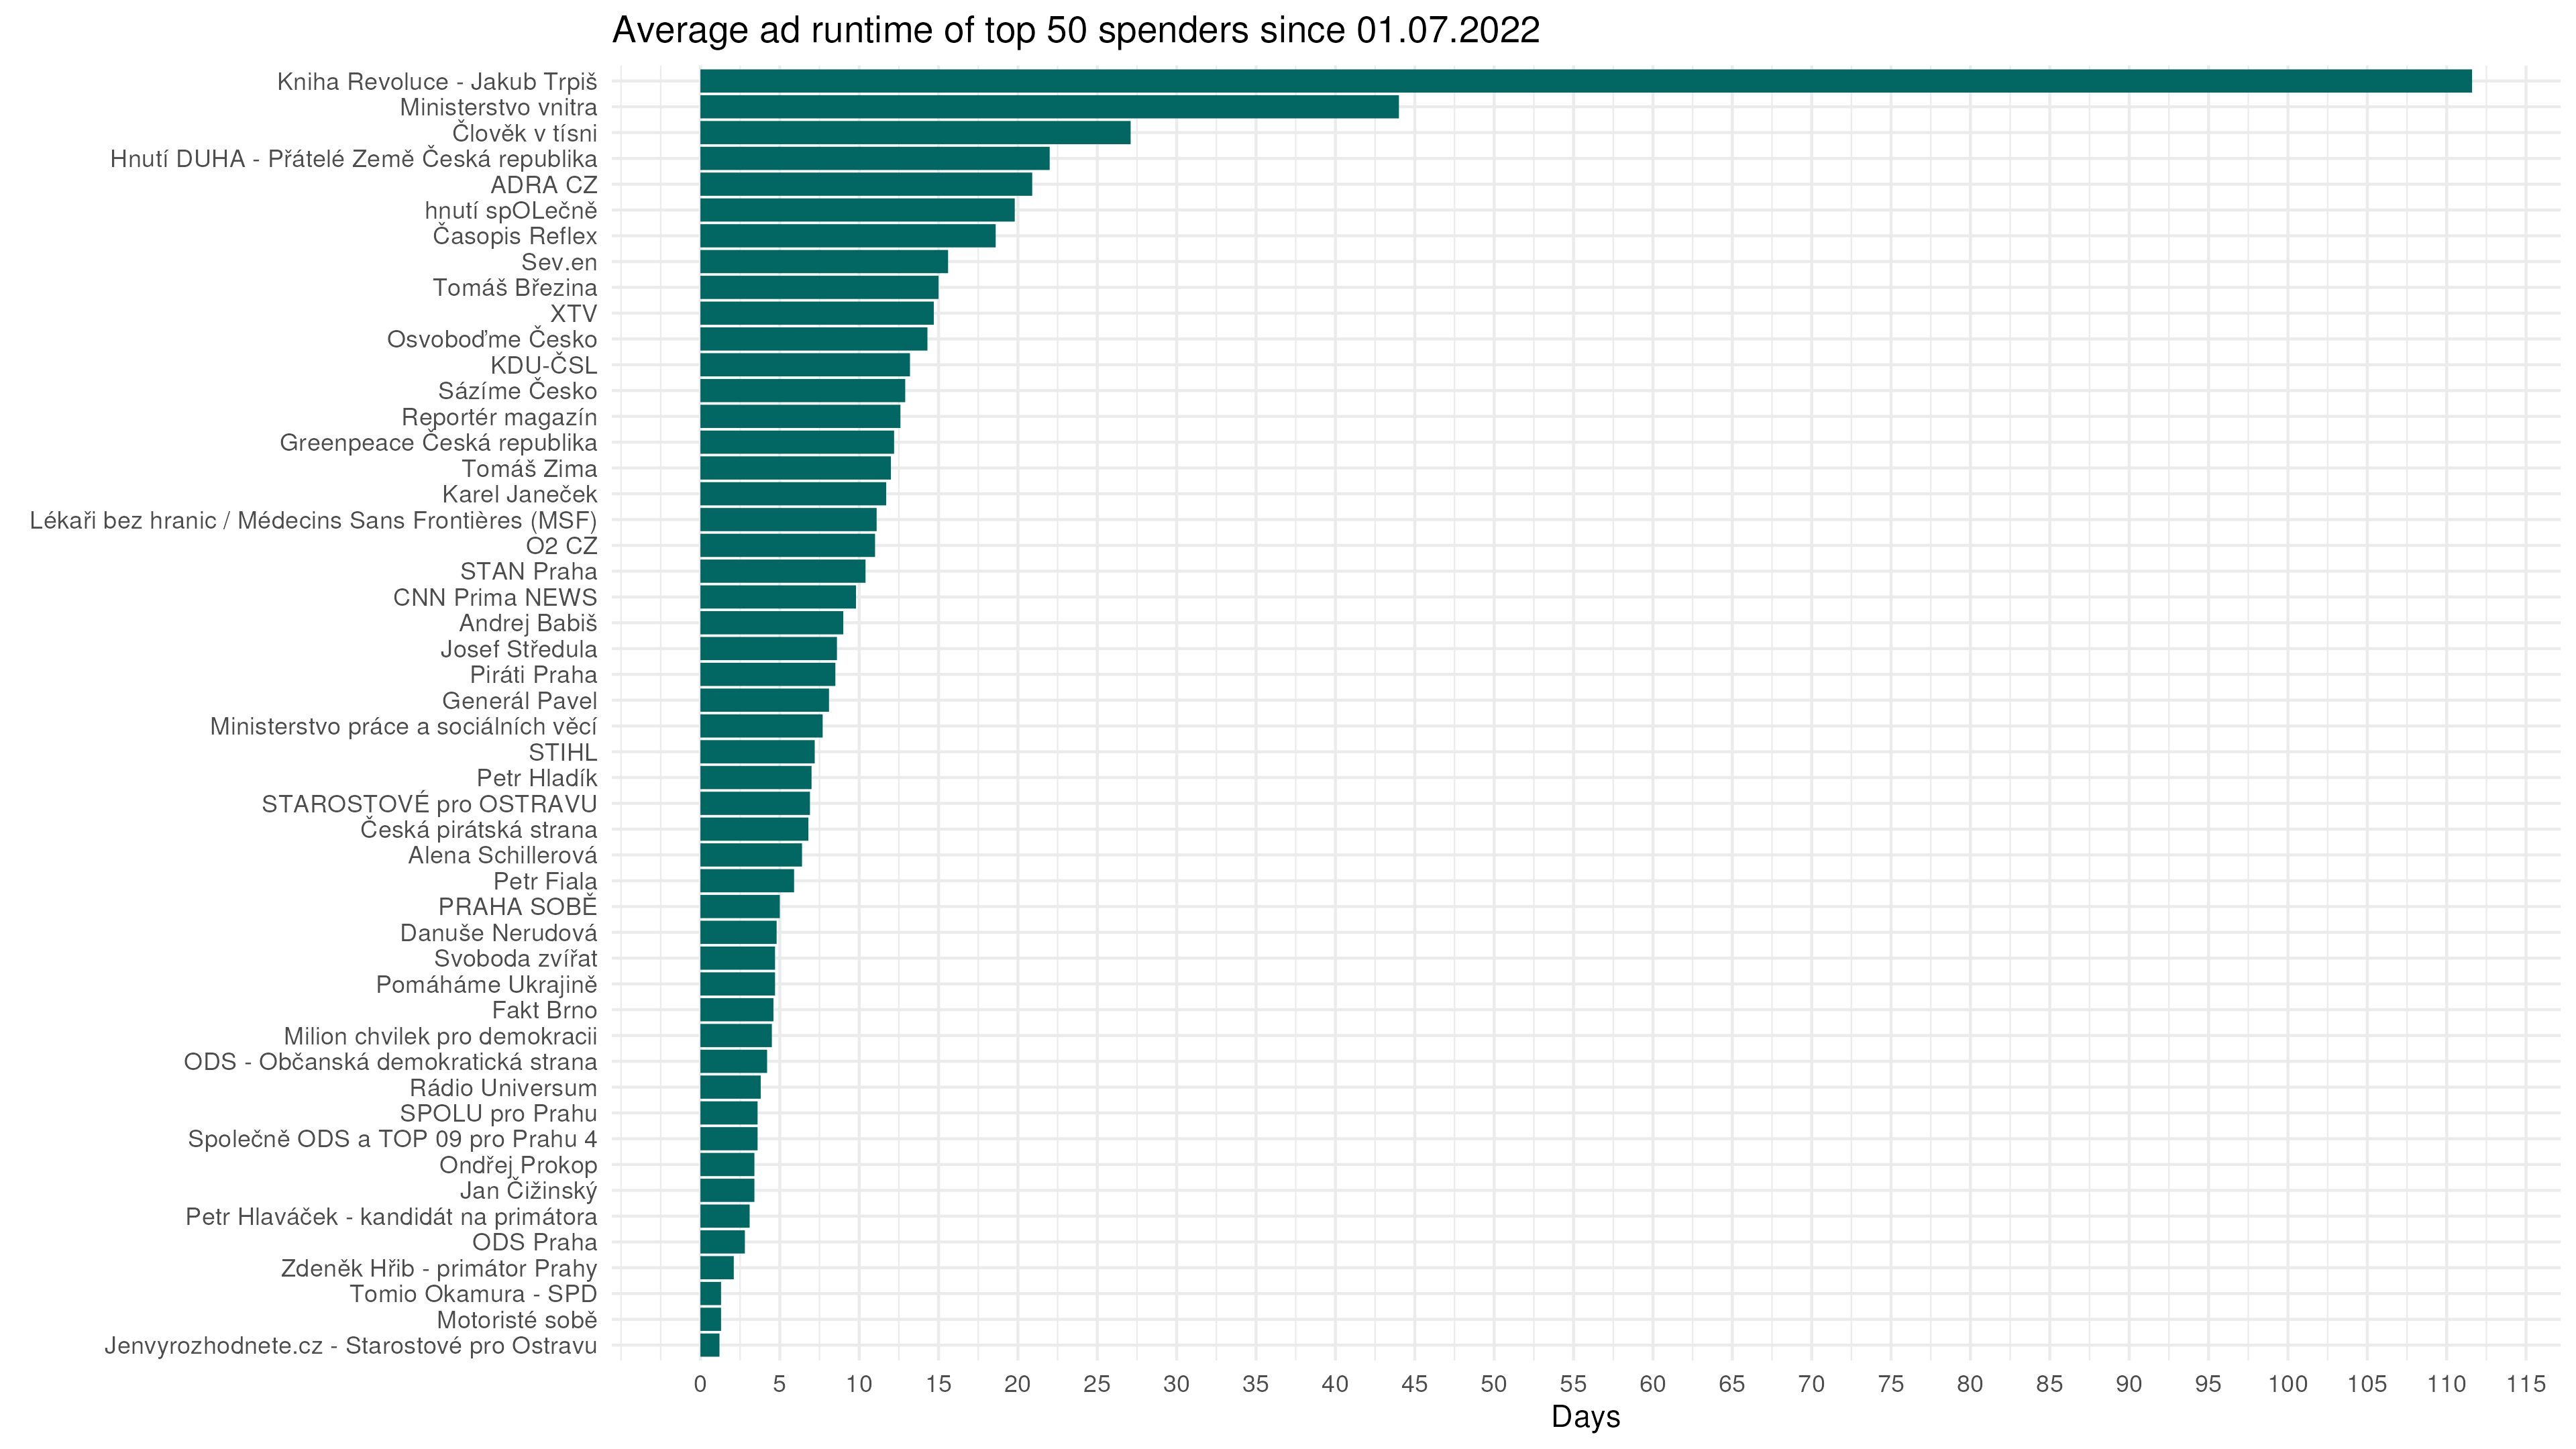 Average ad runtime of top 50 spenders since 01.07.2022
Kniha Revoluce - Jakub Trpiš
Ministerstvo vnitra
Člověk v tísni
Hnutí DUHA - Přátelé Země Česká republika
ADRA CZ
hnutí spOLečně
Časopis Reflex
Sev.en
Tomáš Březina
XTV
Osvoboďme Česko
KDU-ČSL
Sázíme Česko
Reportér magazín
Greenpeace Česká republika
Tomáš Zima
Karel Janeček
Lékaři bez hranic / Médecins Sans Frontières (MSF)
O2 CZ
STAN Praha
CNN Prima NEWS
Andrej Babiš
Josef Středula
Piráti Praha
Generál Pavel
Ministerstvo práce a sociálních věcí
STIHL
Petr Hladík
STAROSTOVÉ pro OSTRAVU
Česká pirátská strana
Alena Schillerová
Petr Fiala
PRAHA SOBĚ
Danuše Nerudová
Svoboda zvířat
Pomáháme Ukrajině
Fakt Brno
Milion chvilek pro demokracii
ODS - Občanská demokratická strana
Rádio Universum
SPOLU pro Prahu
Společně ODS a TOP 09 pro Prahu 4
Ondřej Prokop
Jan Čižinský
Petr Hlaváček - kandidát na primátora
ODS Praha
Zdeněk Hřib - primátor Prahy
Tomio Okamura - SPD
Motoristé sobě
Jenvyrozhodnete.cz - Starostové pro Ostravu
0 5 10 15 20 25 30 35 40 45 50 55 60 65 70 75 80 85 90 95 100 105 110 115
Days